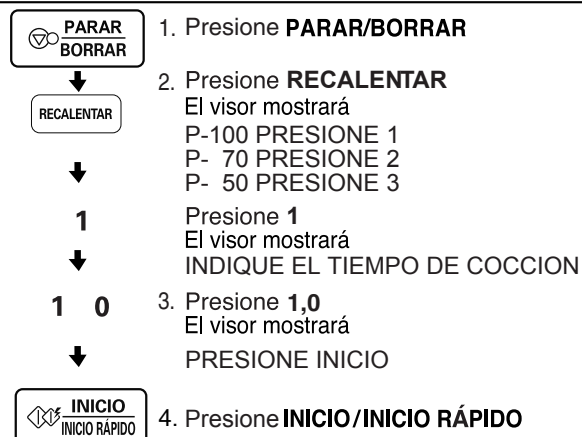 PARAR
BORRAR
1. Presione PARAR/BORRAR
RECALENTAR
2. Presione RECALENTAR
El visor mostrará
P-100 PRESIONE 1
P- 70 PRESIONE 2
P- 50 PRESIONE 3
1
Presione 1
El visor mostrará
INDIQUE EL TIEMPO DE COCCION
1 0
3. Presione 1,0
El visor mostrará
PRESIONE INICIO
INICIO
INICIO RÁPIDO
4. Presione INICIO/INICIO RÁPIDO